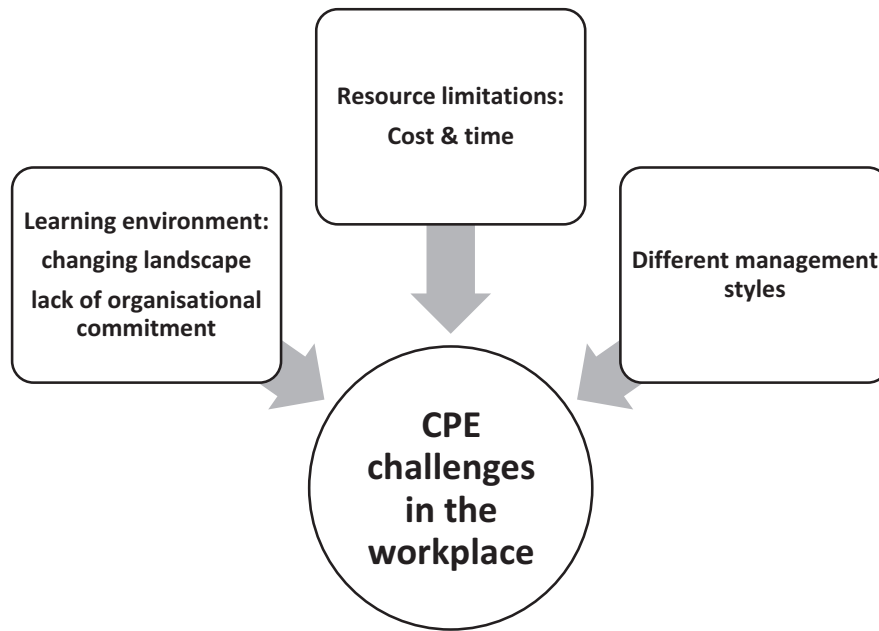 Resource limitations:
Cost & time
Learning environment:
changing landscape
lack of organisational
commitment
Different management
styles
CPE
challenges
in the
workplace